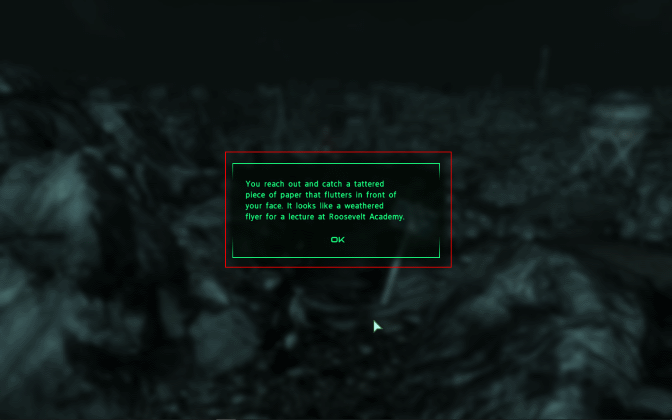 You reach out and catch a tattered
piece of paper that flutters in front of
your face. It looks like a weathered
flyer for a lecture at Roosevelt Academy.
OK